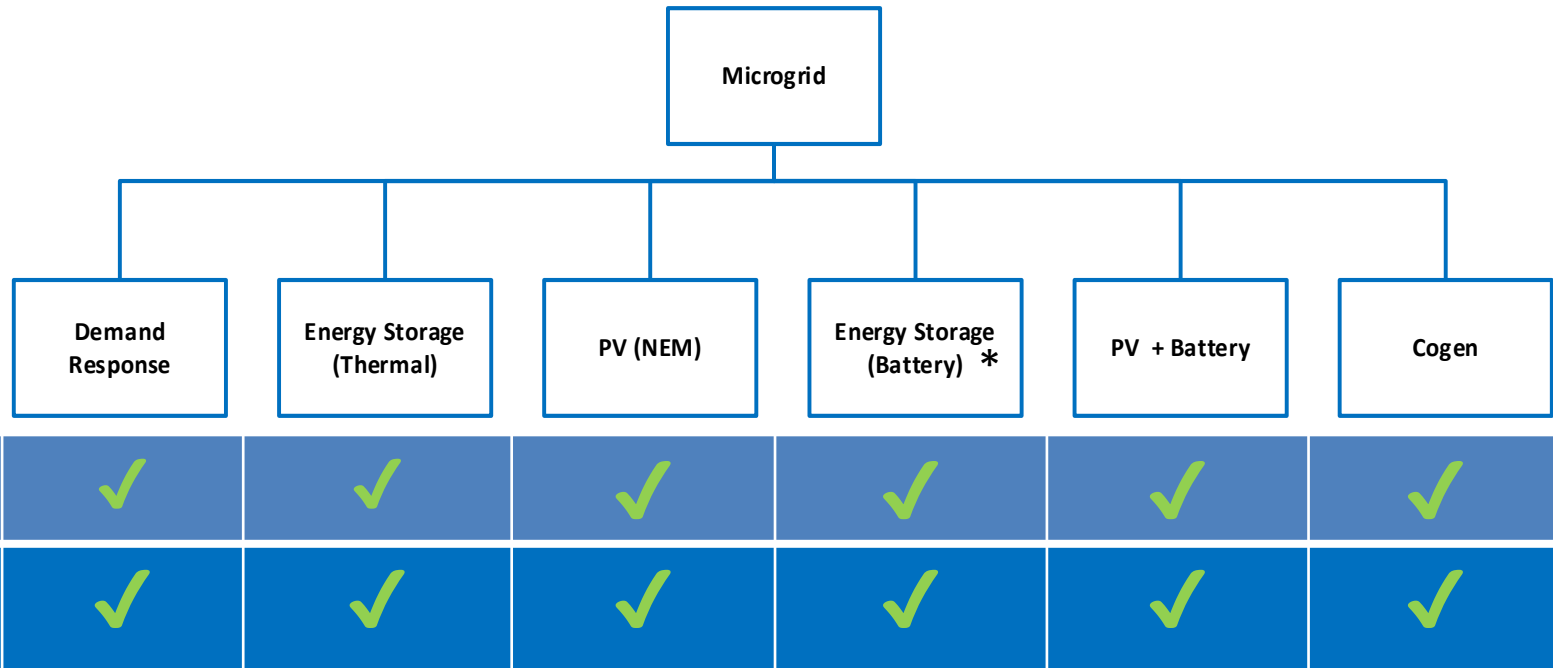 Microgrid
Demand
Response
Energy Storage
(Thermal)
PV (NEM)
Energy Storage
(Battery) *
PV + Battery
Cogen